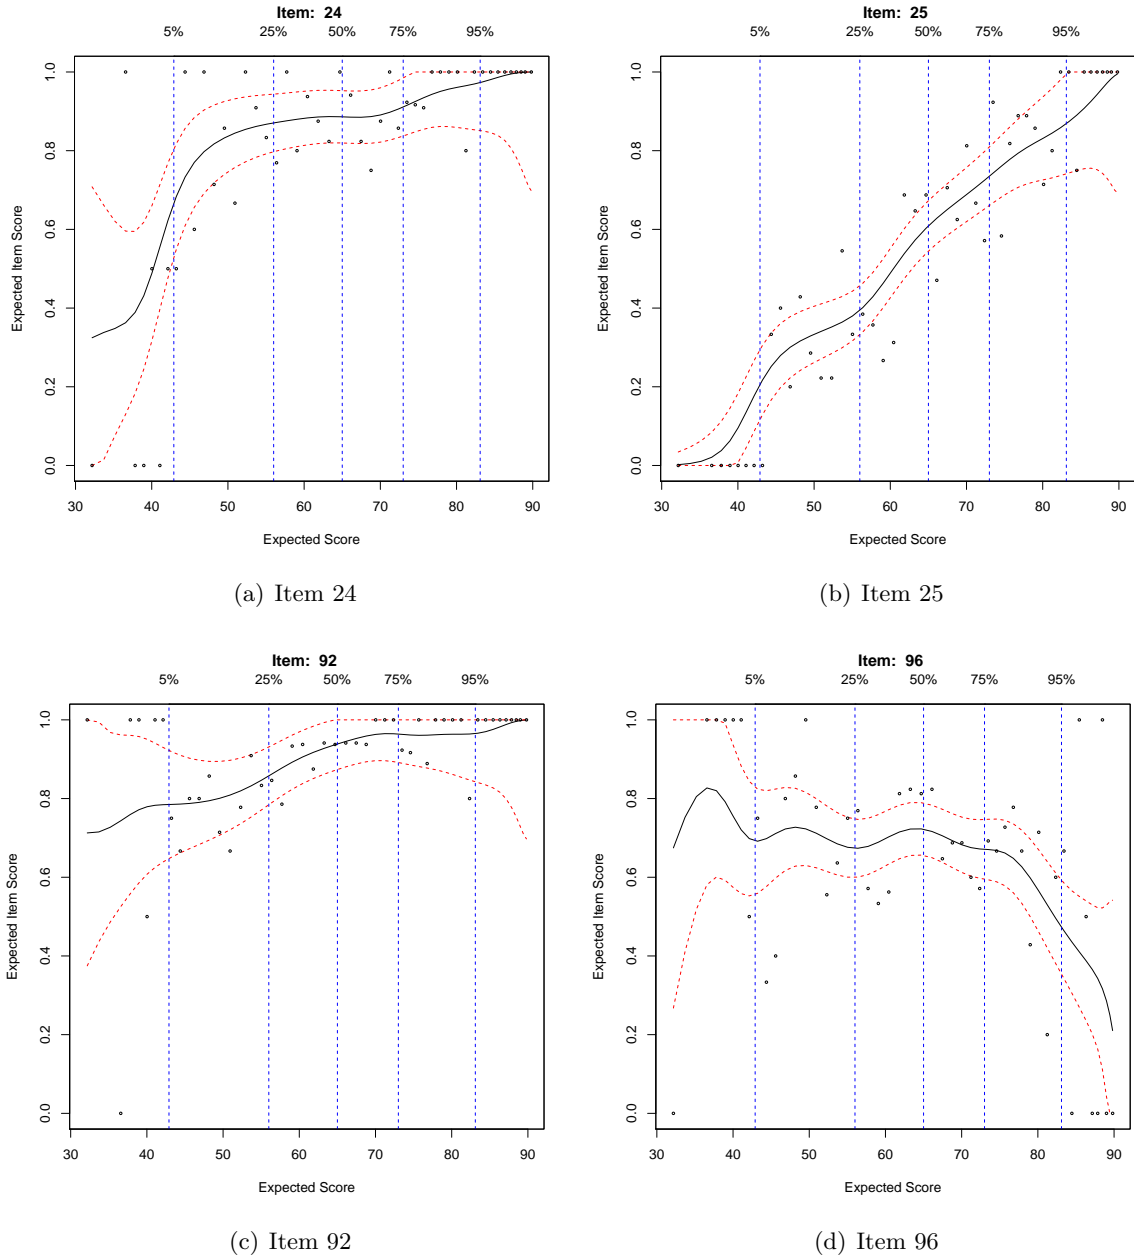 Item: 24
5% 25% 50% 75% 95%
Expected Item Score
1.0
0.8
0.6
0.4
0.2
0.0
30 40 50 60 70 80 90
Expected Score
(a) Item 24
Item: 25
5% 25% 50% 75% 95%
Expected Item Score
1.0
0.8
0.6
0.4
0.2
0.0
30 40 50 60 70 80 90
Expected Score
(b) Item 25
Item: 92
5% 25% 50% 75% 95%
Expected Item Score
1.0
0.8
0.6
0.4
0.2
0.0
30 40 50 60 70 80 90
Expected Score
(c) Item 92
Item: 96
5% 25% 50% 75% 95%
Expected Item Score
1.0
0.8
0.6
0.4
0.2
0.0
30 40 50 60 70 80 90
Expected Score
(d) Item 96